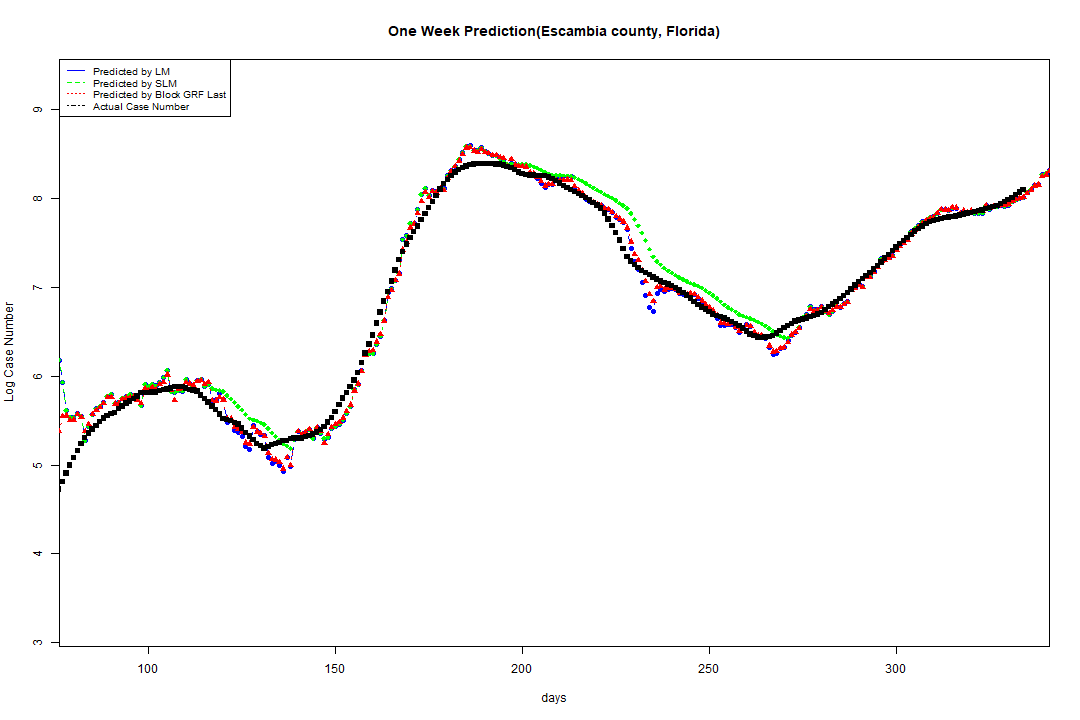 One Week Prediction(Escambia county, Florida)
Predicted by LM
Predicted by SLM
Predicted by Block GRF Last
Actual Case Number
Log Case Number
9
8
7
6
5
4
3
100 150 200 250 300
days